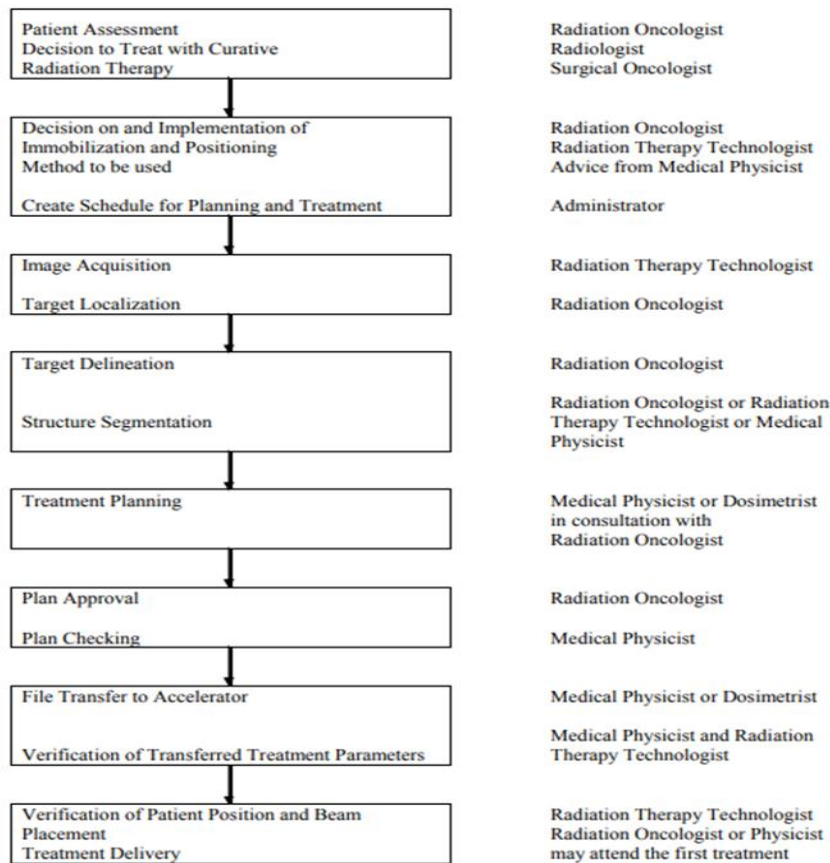 Patient Assessment
Decision to Treat with Curative
Radiation Therapy
Radiation Oncologist
Radiologist
Surgical Oncologist
Decision on and Implementation of
Immobilization and Positioning
Method to be used
Create Schedule for Planning and Treatment
Radiation Oncologist
Radiation Therapy Technologist
Advice from Medical Physicist
Administrator
Image Acquisition
Target Localization
Radiation Therapy Technologist
Radiation Oncologist
Target Delineation
Structure Segmentation
Radiation Oncologist
Radiation Oncologist or Radiation
Therapy Technologist or Medical
Physicist
Treatment Planning
Medical Physicist or Dosimetrist
in consultation with
Radiation Oncologist
Plan Approval
Plan Checking
Radiation Oncologist
Medical Physicist
File Transfer to Accelerator
Verification of Transferred Treatment Parameters
Medical Physicist or Dosimetrist
Medical Physicist and Radiation
Therapy Technologist
Verification of Patient Position and Beam
Placement
Treatment Delivery
Radiation Therapy Technologist
Radiation Oncologist or Physicist
may attend the first treatment